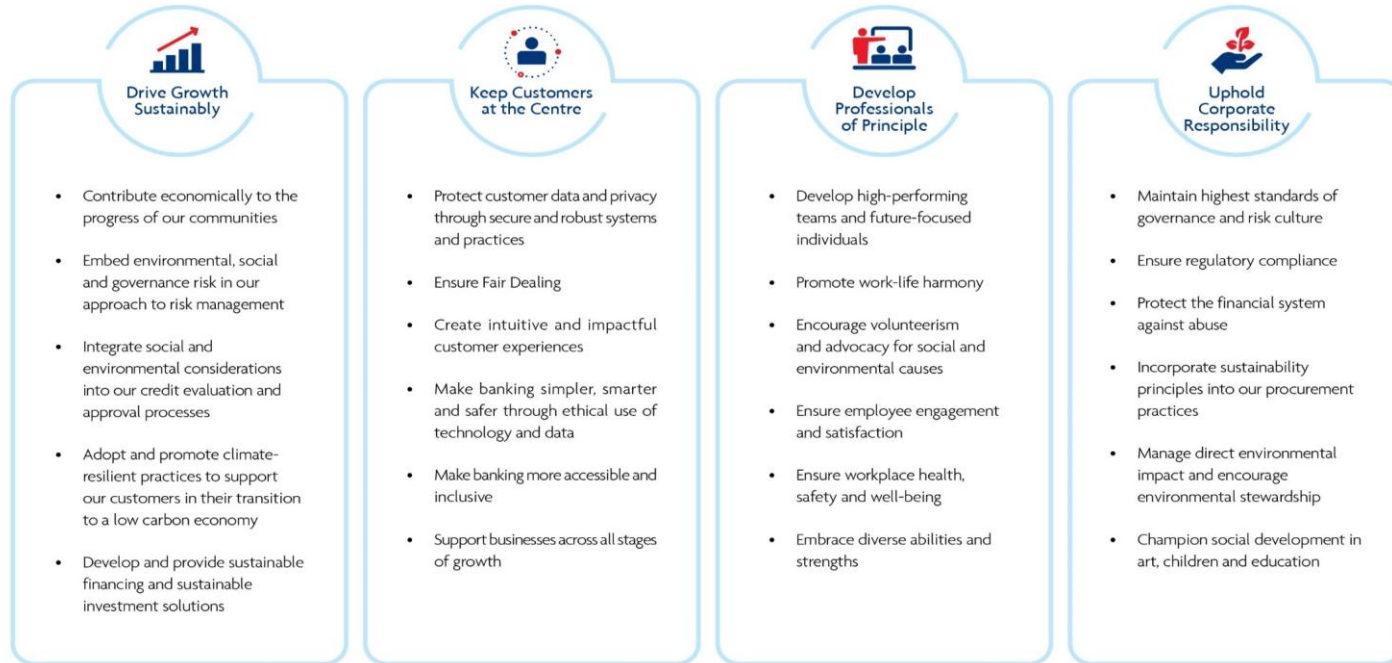 Drive Growth
Sustainably
• Contribute economically to the
progress of our communities
• Embed environmental, social
and governance risk in our
approach to risk management
• Integrate social and
environmental considerations
into our credit evaluation and
approval processes
• Adopt and promote climate-
resilient practices to support
our customers in their transition
to a low carbon economy
• Develop and provide sustainable
financing and sustainable
investment solutions
Keep Customers
at the Centre
• Protect customer data and privacy
through secure and robust systems
and practices
• Ensure Fair Dealing
• Create intuitive and impactful
customer experiences
• Make banking simpler, smarter
and safer through ethical use of
technology and data
• Make banking more accessible and
inclusive
• Support businesses across all stages
of growth
Develop
Professionals
of Principle
• Develop high-performing
teams and future-focused
individuals
• Promote work-life harmony
• Encourage volunteerism
and advocacy for social and
environmental causes
• Ensure employee engagement
and satisfaction
• Ensure workplace health,
safety and well-being
• Embrace diverse abilities and
strengths
Uphold
Corporate
Responsibility
• Maintain highest standards of
governance and risk culture
• Ensure regulatory compliance
• Protect the financial system
against abuse
• Incorporate sustainability
principles into our procurement
practices
• Manage direct environmental
impact and encourage
environmental stewardship
• Champion social development in
art, children and education